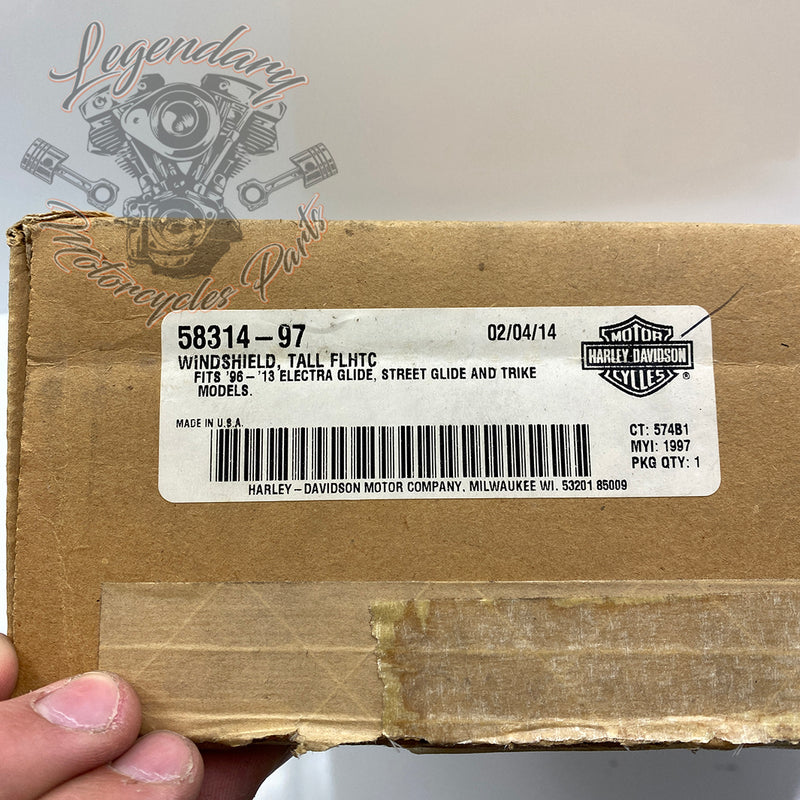 Legendary
Motorcycles Parts
58314-97
02/04/14
WINDSHIELD, TALL FLHTC
FITS '96-'13 ELECTRA GLIDE, STREET GLIDE AND TRIKE
MODELS.
MOTOR
HARLEY-DAVIDSON
CYCLES
®
MADE IN U.S.A.
CT: 574B1
MYI: 1997
PKG QTY: 1
HARLEY-DAVIDSON MOTOR COMPANY, MILWAUKEE WI. 53201 85009